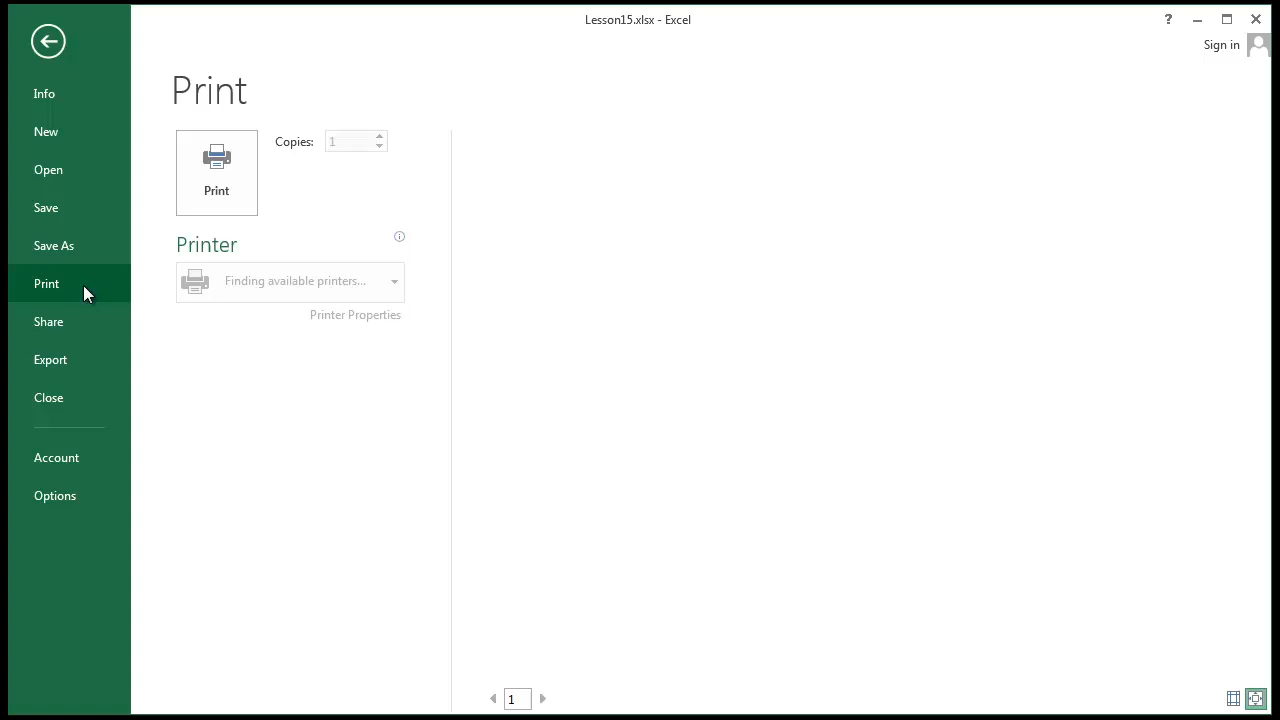 Lesson15.xlsx - Excel
?
Sign in
Info
New
Open
Save
Save As
Print
Share
Export
Close
Account
Options
Print
Print
Copies: 1
Printer
Finding available printers...
Printer Properties
1